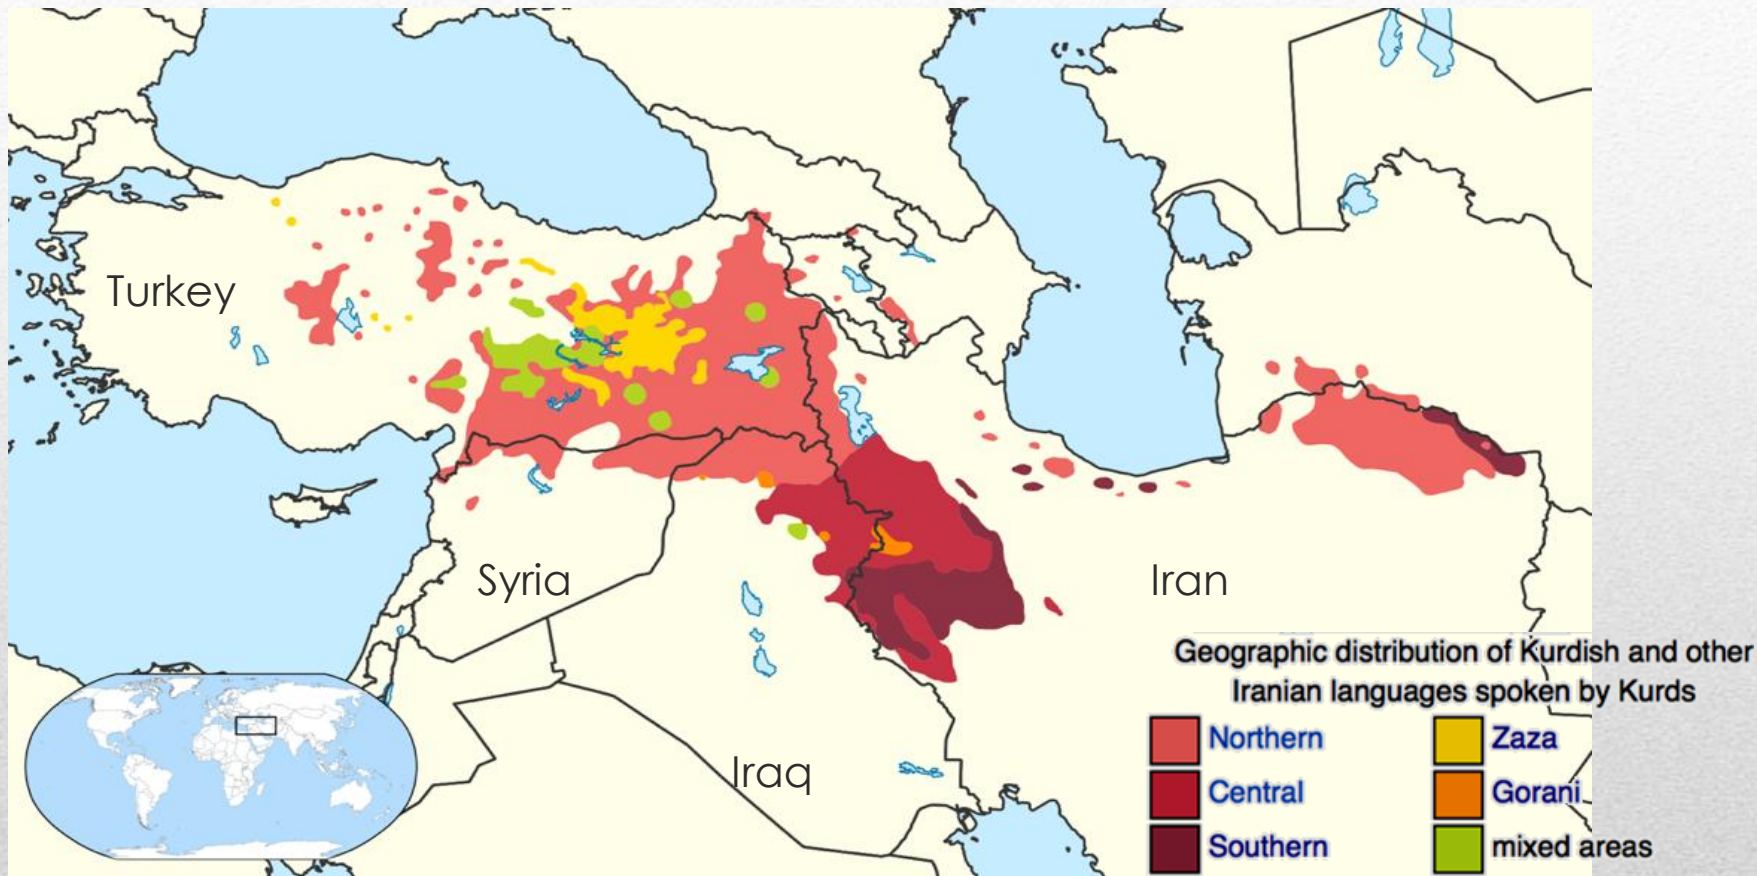 Turkey
Syria
Iran
Iraq
Geographic distribution of Kurdish and other
Iranian languages spoken by Kurds
Northern
Zaza
Central
Gorani
Southern
mixed areas